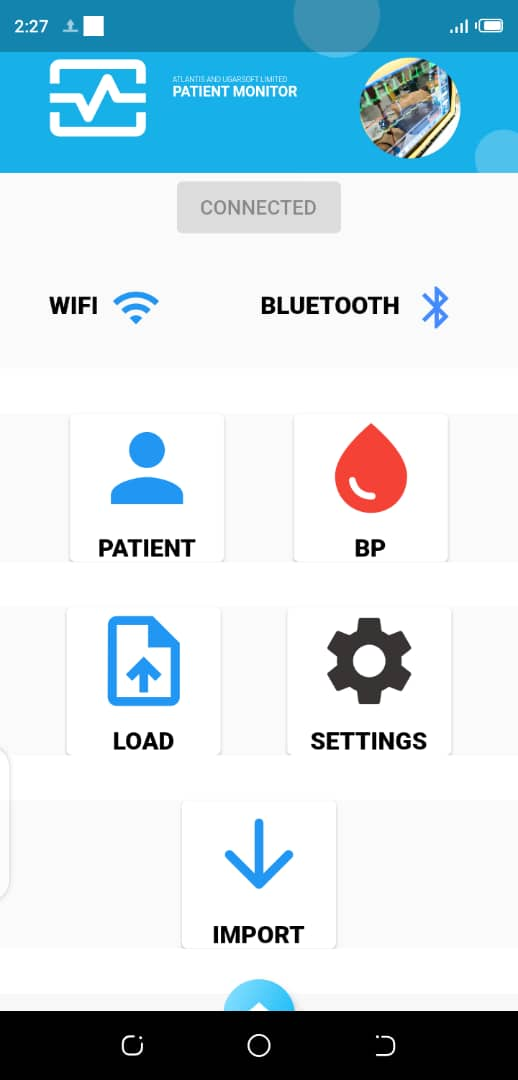 2:27
ATLANTIS AND UGARSOFT LIMITED
PATIENT MONITOR
CONNECTED
WIFI
BLUETOOTH
PATIENT
BP
LOAD
SETTINGS
IMPORT